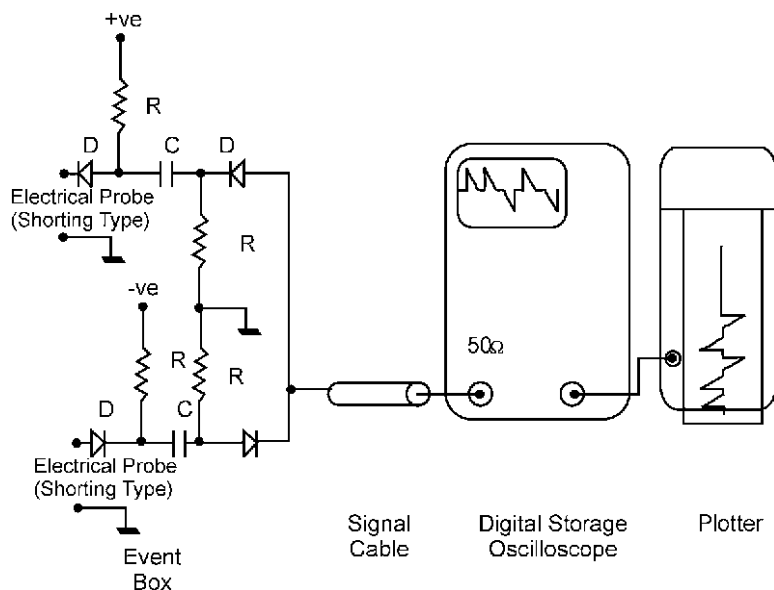 +ve
R
D
C
D
Electrical Probe
(Shorting Type)
R
-ve
50Ω
R
R
D
C
Electrical Probe
(Shorting Type)
Event
Box
Signal
Cable
Digital Storage
Oscilloscope
Plotter